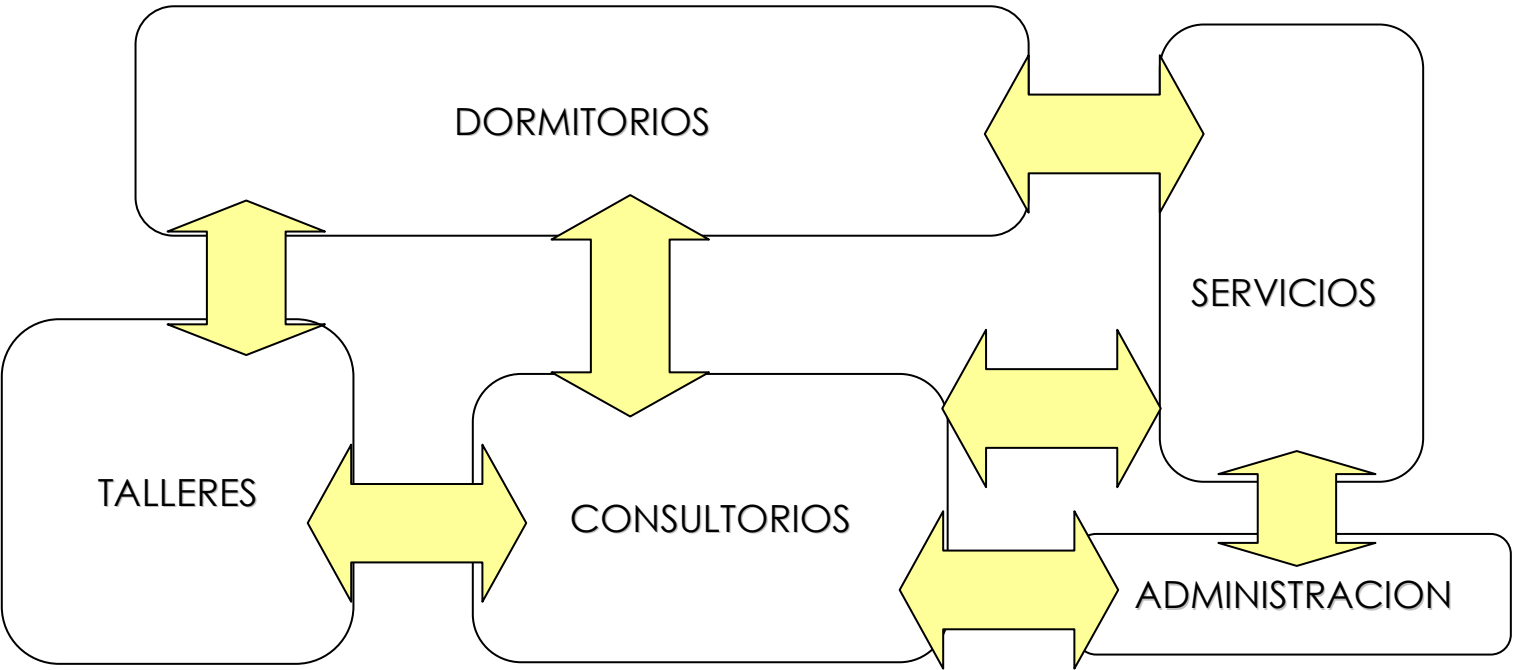 DORMITORIOS
SERVICIOS
TALLERES
CONSULTORIOS
ADMINISTRACION